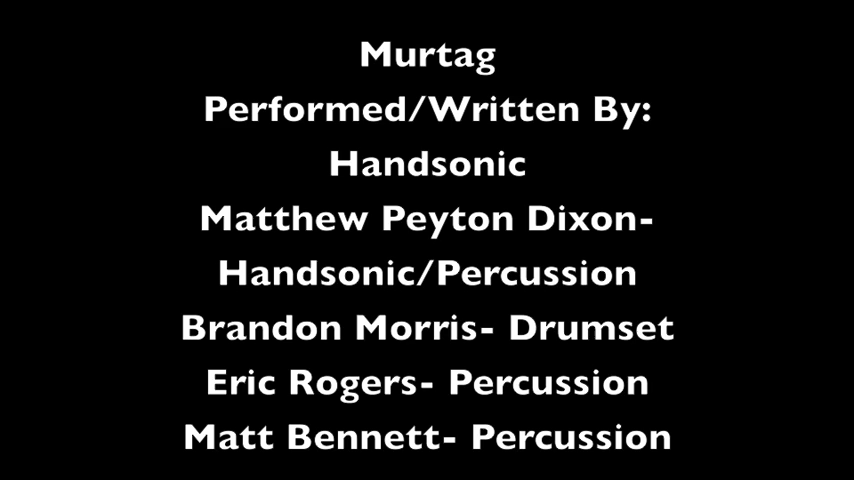 Murtag
Performed/Written By:
Handsonic
Matthew Peyton Dixon-
Handsonic/Percussion
Brandon Morris- Drumset
Eric Rogers- Percussion
Matt Bennett- Percussion